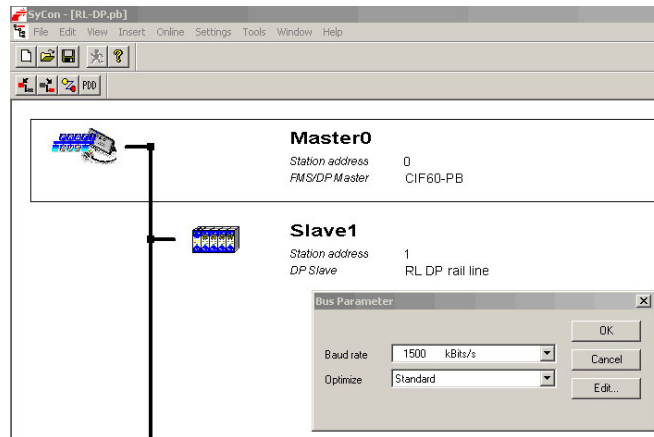 SyCon - [RL-DP.pb]
File Edit View Insert Online Settings Tools Window Help
PDD
Master0
Station address 0
FMS/DP Master CIF60-PB
Slave1
Station address 1
DP Slave RL DP rail line
Bus Parameter
OK
Baud rate 1500 kBits/s
Cancel
Optimize Standard
Edit...